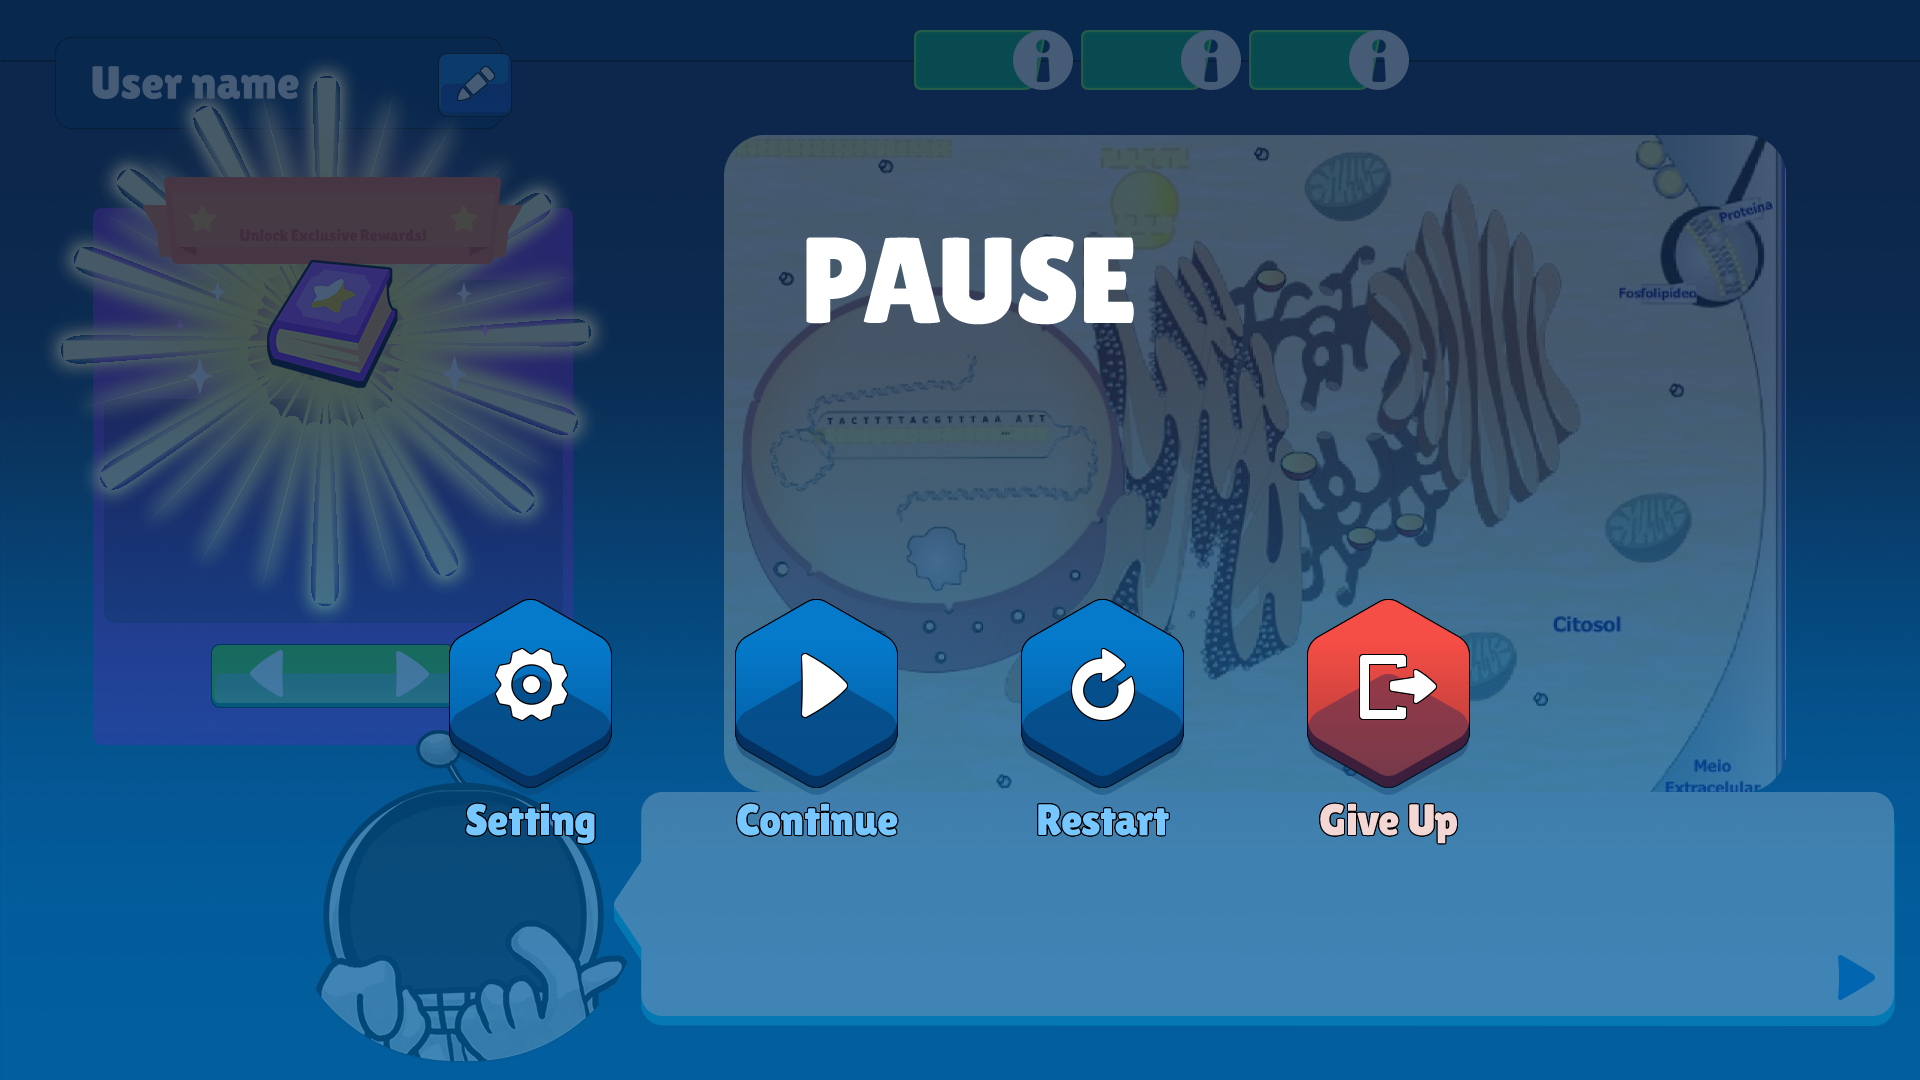 User name
Unlock Exclusive Rewards!
PAUSE
Proteína
Fosfolipídeo
TACTTTTACGTTTAA ATT
Citosol
Meio
Extracelular
Setting
Continue
Restart
Give Up